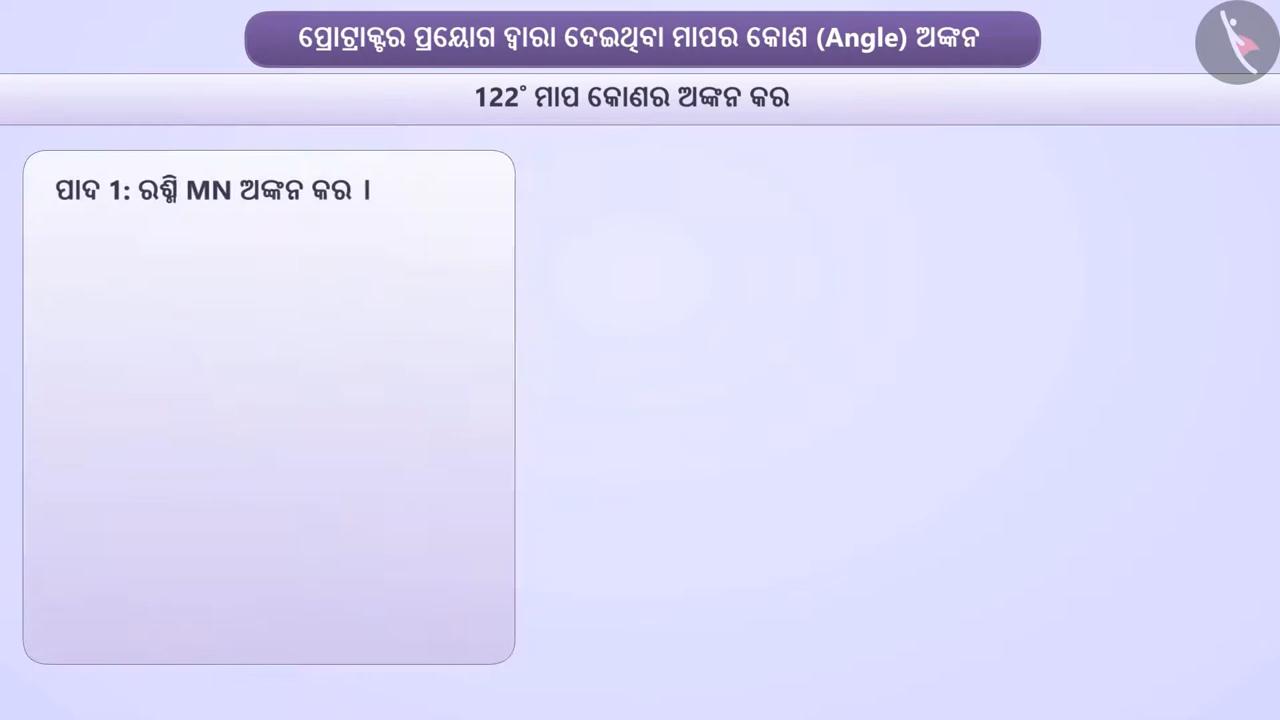 ପ୍ରୋଟ୍ରାକ୍ଟର ପ୍ରୟୋଗ ଦ୍ୱାରା ଦେଇଥିବା ମାପର କୋଣ (Angle) ଅଙ୍କନ
122° ମାପ କୋଣର ଅଙ୍କନ କର
ପାଦ 1: ରଶ୍ମି MN ଅଙ୍କନ କର ।